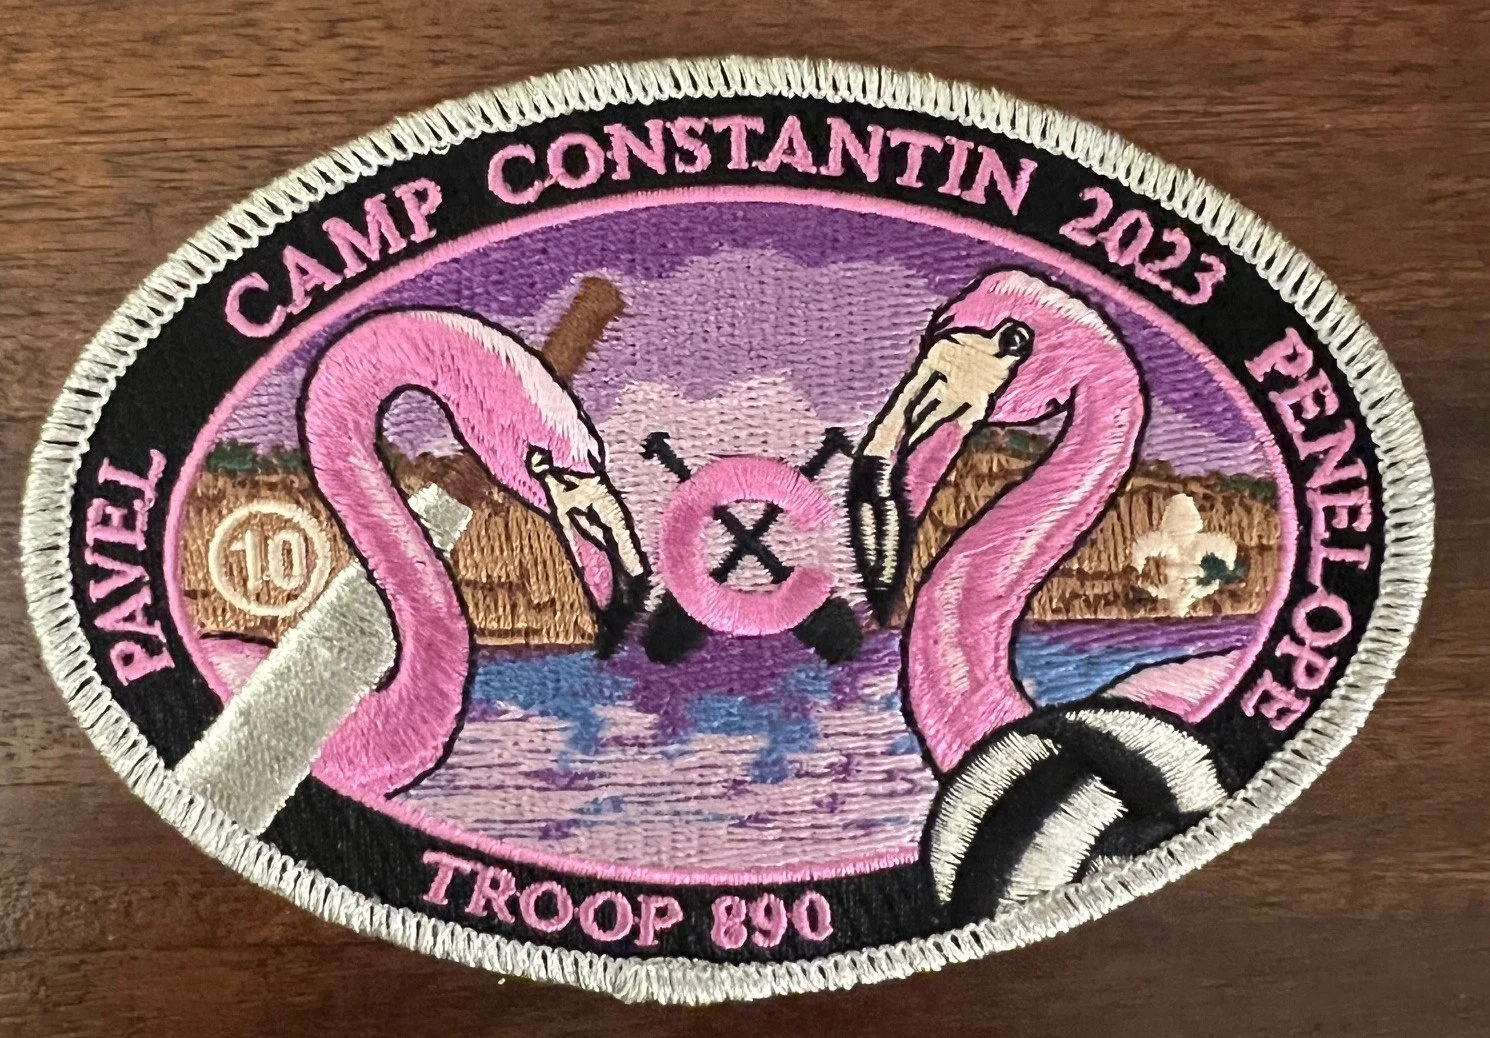 CAMP CONSTANTIN 2023
PAVEL
PENELOPE
10
C X
TROOP 890